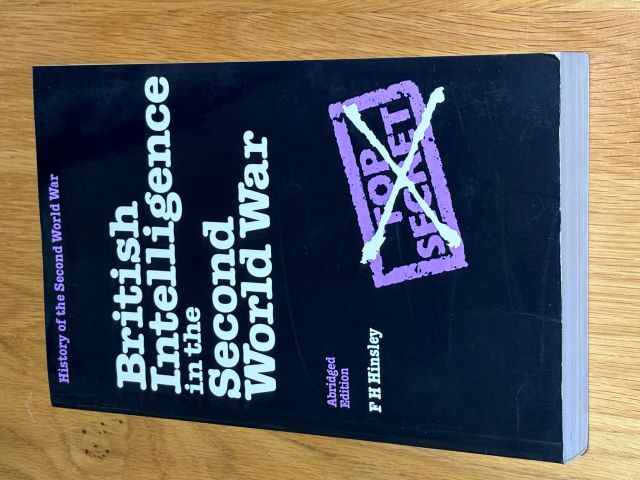 History of the Second World War
British
Intelligence
in the
Second
World War
TOP
SECRET
Abridged
Edition
F H Hinsley